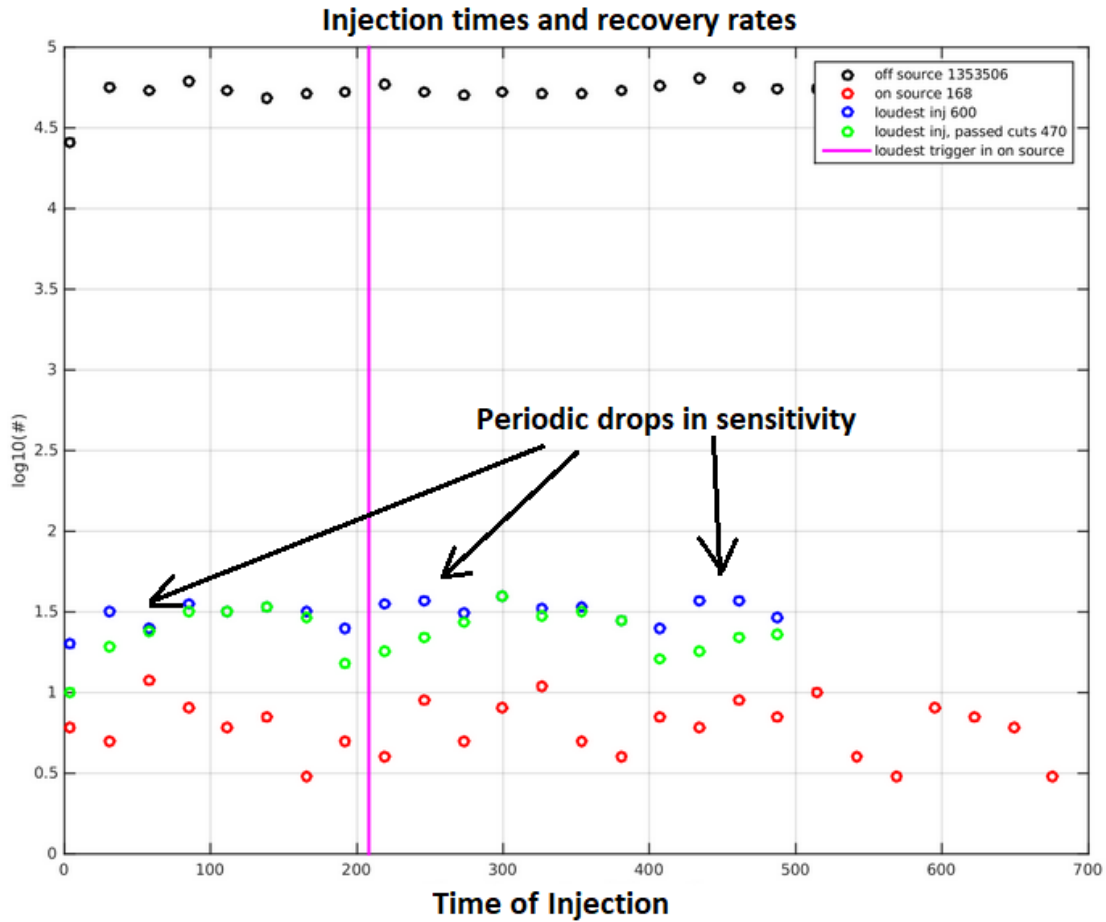 Injection times and recovery rates
5
4.5
4
3.5
3
2.5
2
1.5
1
0.5
0
log10(#)
off source 1353506
on source 168
loudest inj 600
loudest inj, passed cuts 470
loudest trigger in on source
Periodic drops in sensitivity
0 100 200 300 400 500 600 700
Time of Injection